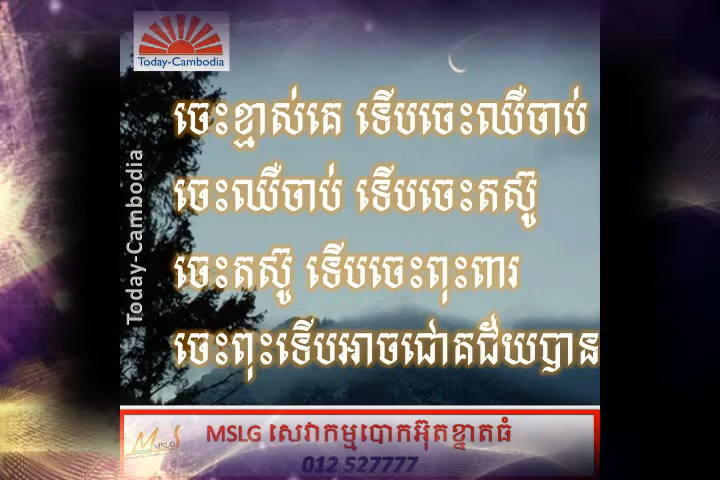 Today-Cambodia
ចេះខ្មាស់គេ ទើបចេះឈឺចាប់
ចេះឈឺចាប់ ទើបចេះតស៊ូ
ចេះតស៊ូ ទើបចេះពុះពារ
ចេះពុះទើបអាចជោគជ័យបាន
Today-Cambodia
MSLG សេវាកម្មបោកអ៊ុតខ្នាតធំ
MSLG
012 527777